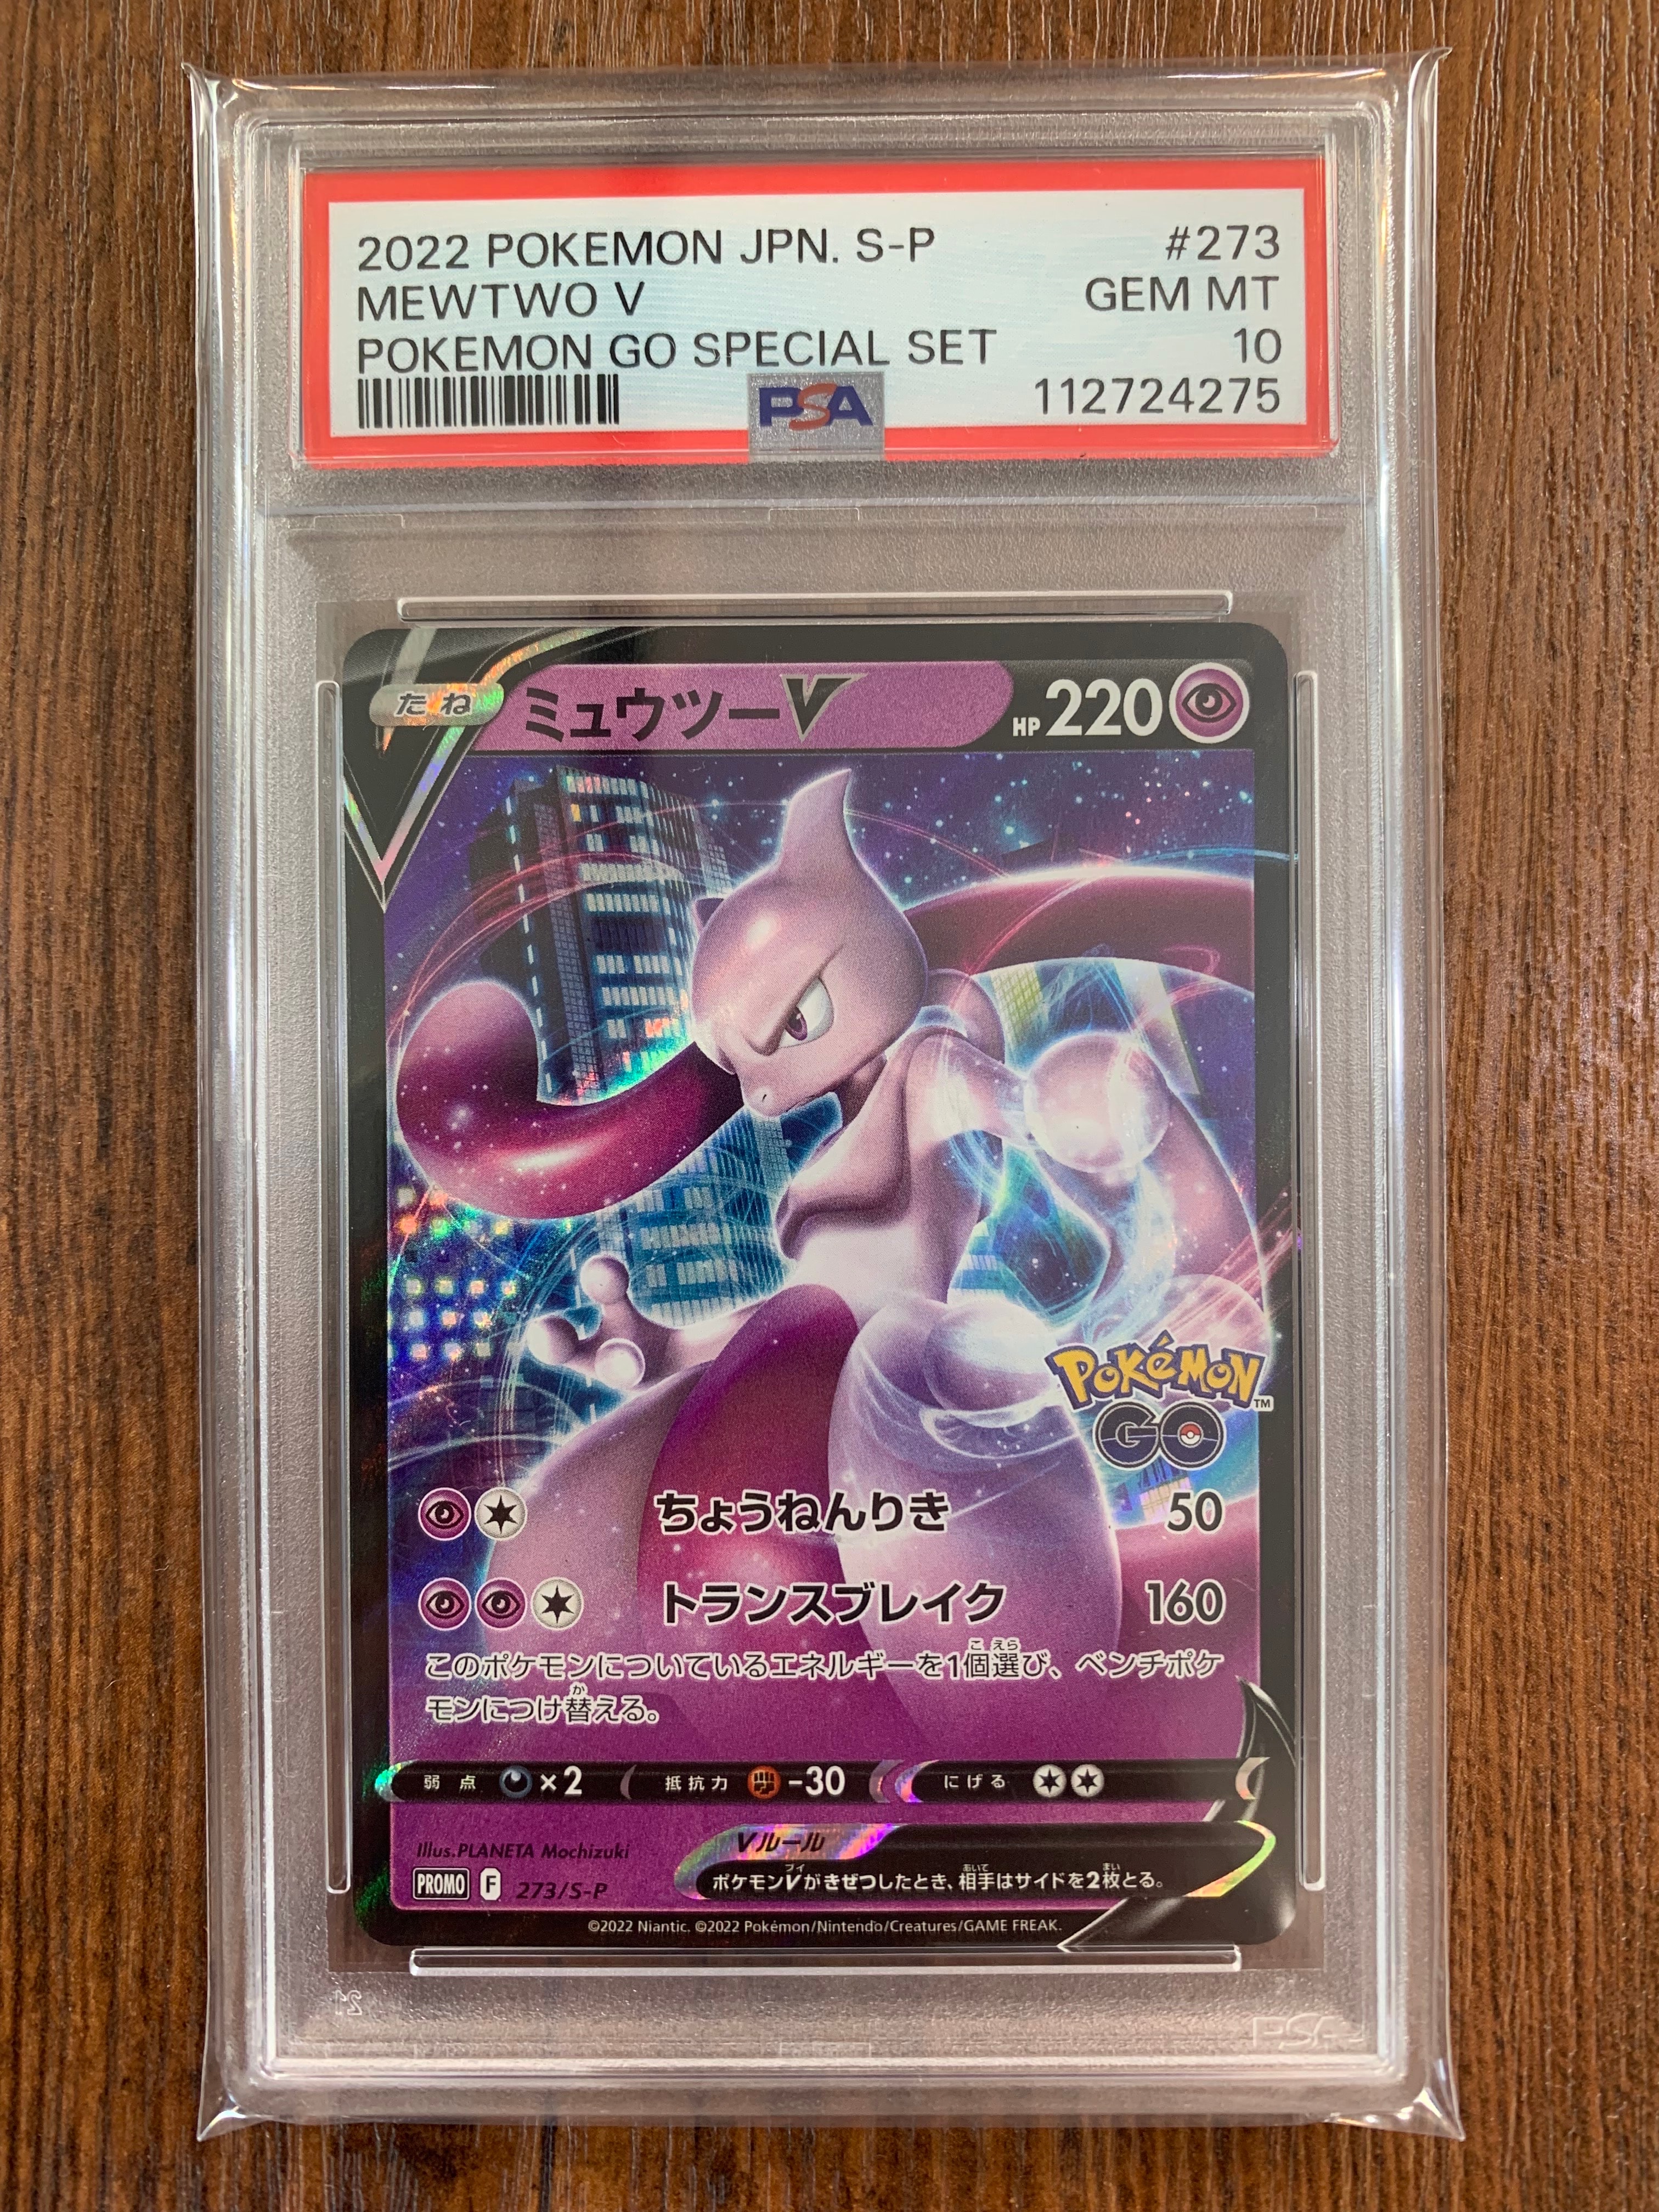 2022 POKEMON JPN. S-P #273
MEWTWO V GEM MT
POKEMON GO SPECIAL SET 10
PSA 112724275
たね ミュウツーV HP 220
POKéMON™
GO
ちょうねんりき 50
トランスブレイク 160
このポケモンについているエネルギーを1個選び、ベンチポケ
モンにつけ替える。
弱点 ×2 抵抗力 -30 にげる
Illus.PLANETA Mochizuki
Vルール
PROMO F 273/S-P
ポケモンVがきぜつしたとき、相手はサイドを2枚とる。
©2022 Niantic. ©2022 Pokémon/Nintendo/Creatures/GAME FREAK.
PSA